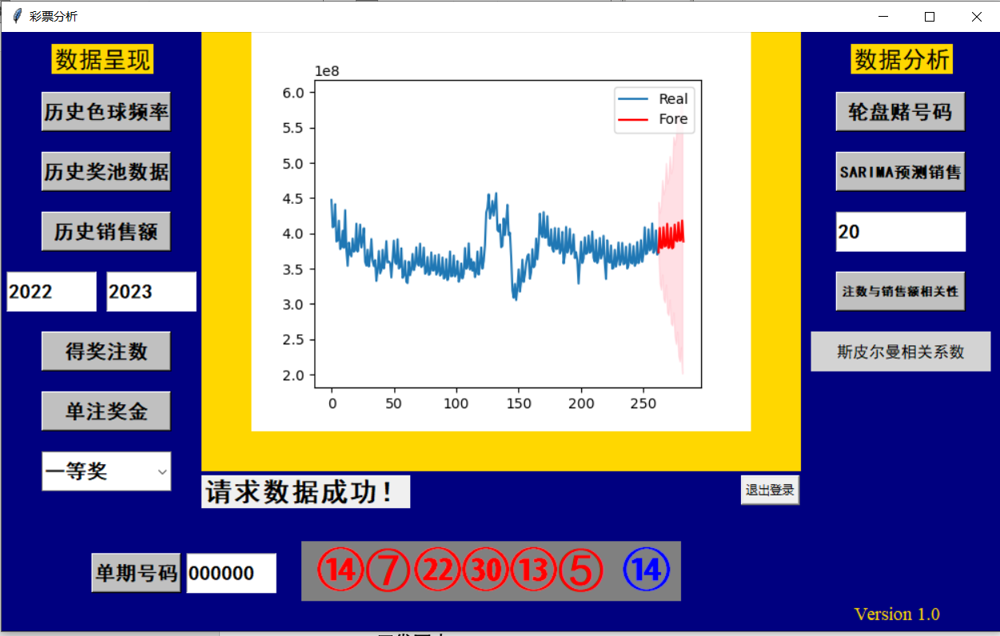 彩票分析
数据呈现
历史色球频率
历史奖池数据
历史销售额
2022 2023
得奖注数
单注奖金
一等奖
1e8
6.0
5.5
5.0
4.5
4.0
3.5
3.0
2.5
2.0
0 50 100 150 200 250
Real
Fore
请求数据成功！
退出登录
数据分析
轮盘赌号码
SARIMA预测销售
20
注数与销售额相关性
斯皮尔曼相关系数
单期号码 000000
14 7 22 30 13 5 14
Version 1.0